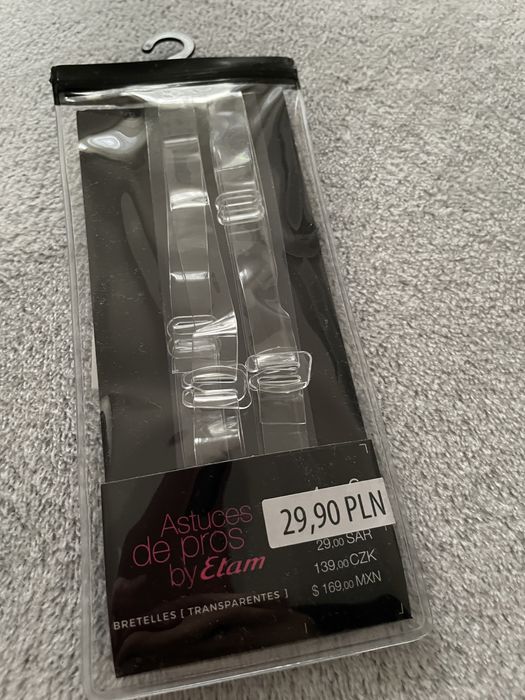 Astuces
de pros
by Etam
BRETELLES [ TRANSPARENTES ]
29,90 PLN
29,00 SAR
139,00 CZK
$ 169,00 MXN